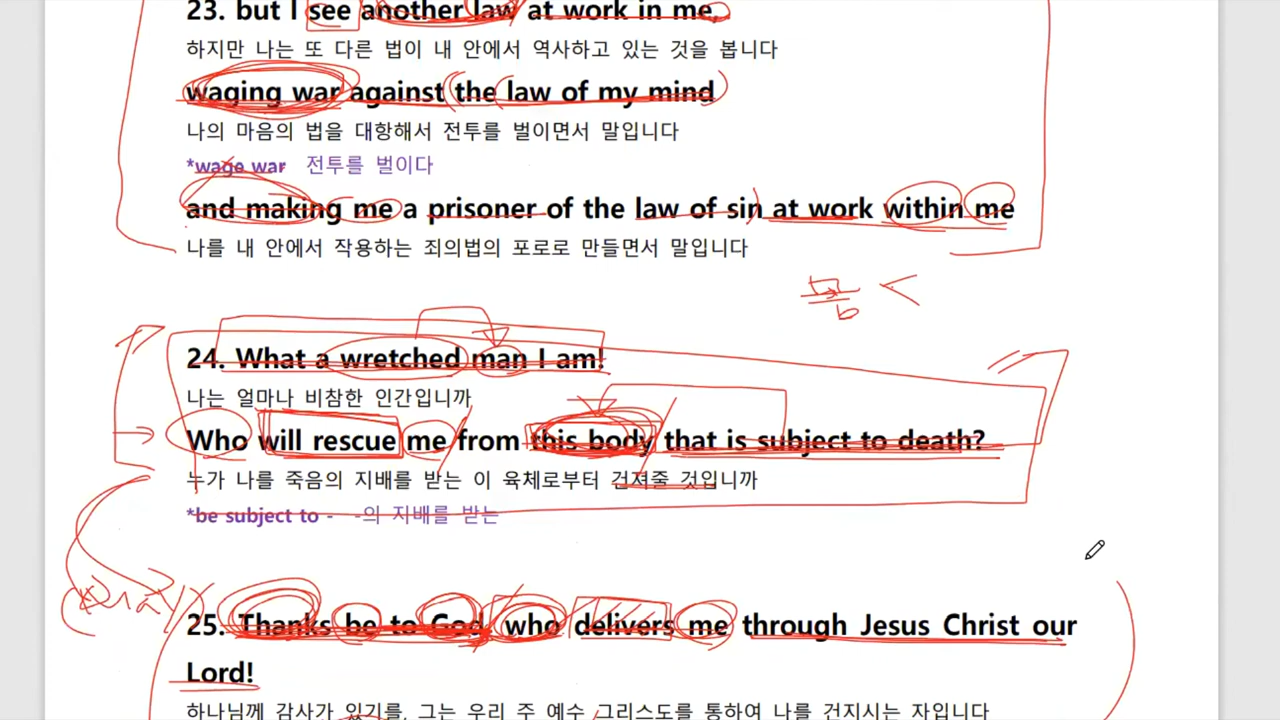 23. but I see another law at work in me,
하지만 나는 또 다른 법이 내 안에서 역사하고 있는 것을 봅니다
waging war against the law of my mind
나의 마음의 법을 대항해서 전투를 벌이면서 말입니다
*wage war 전투를 벌이다
and making me a prisoner of the law of sin at work within me
나를 내 안에서 작용하는 죄의법의 포로로 만들면서 말입니다
24. What a wretched man I am!
나는 얼마나 비참한 인간입니까
Who will rescue me from this body that is subject to death?
누가 나를 죽음의 지배를 받는 이 육체로부터 건져줄 것입니까
*be subject to - -의 지배를 받는
25. Thanks be to God, who delivers me through Jesus Christ our
Lord!
하나님께 감사가 있기를, 그는 우리 주 예수 그리스도를 통하여 나를 건지시는 자입니다